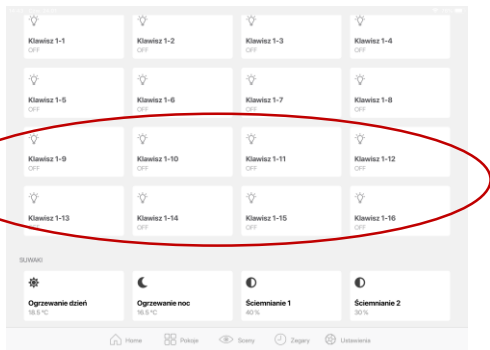 Klawisz 1-1 Klawisz 1-2 Klawisz 1-3 Klawisz 1-4
OFF OFF OFF OFF
Klawisz 1-5 Klawisz 1-6 Klawisz 1-7 Klawisz 1-8
OFF OFF OFF OFF
Klawisz 1-9 Klawisz 1-10 Klawisz 1-11 Klawisz 1-12
OFF OFF OFF OFF
Klawisz 1-13 Klawisz 1-14 Klawisz 1-15 Klawisz 1-16
OFF OFF OFF OFF
SUWAKI
Ogrzewanie dzień Ogrzewanie noc Ściemnianie 1 Ściemnianie 2
18.5 °C 16.5 °C 40 % 30 %
Home Pokoje Sceny Zegary Ustawienia